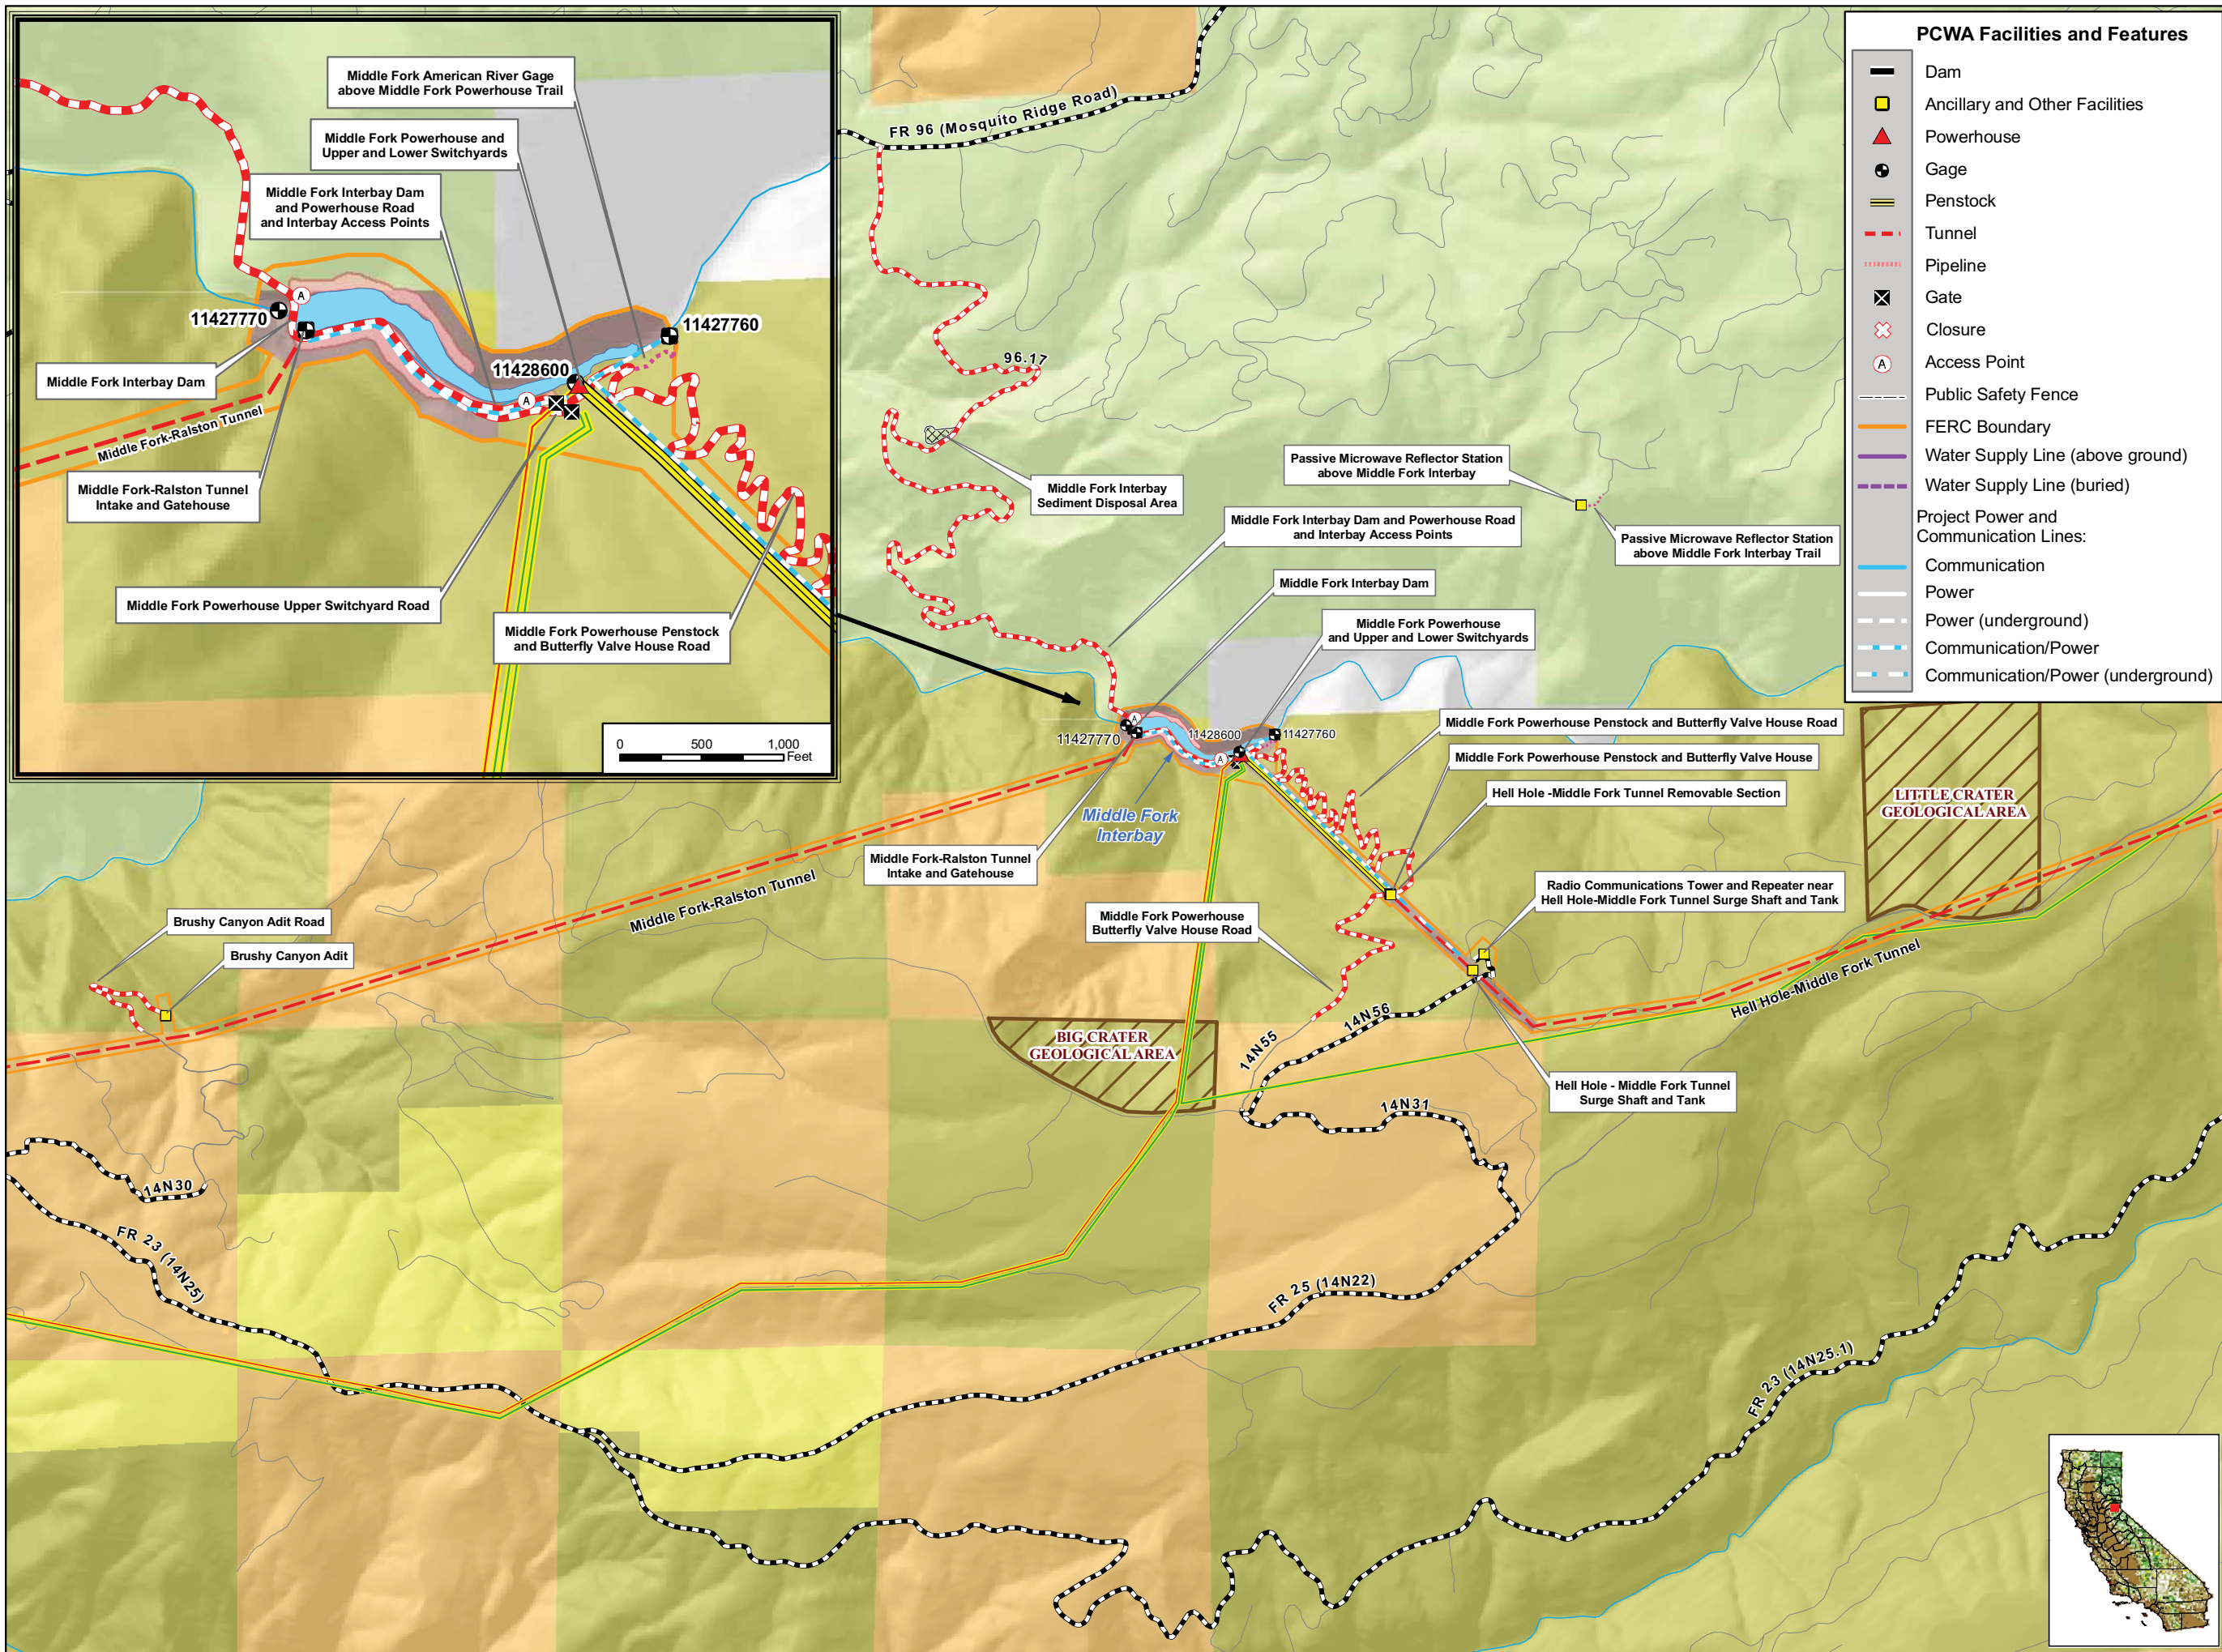 Middle Fork American River Gage
above Middle Fork Powerhouse Trail
Middle Fork Powerhouse and
Upper and Lower Switchyards
Middle Fork Interbay Dam
and Powerhouse Road
and Interbay Access Points
A
11427770
11427760
11428600
A
Middle Fork Interbay Dam
Middle Fork-Ralston Tunnel
Middle Fork-Ralston Tunnel
Intake and Gatehouse
Middle Fork Powerhouse Upper Switchyard Road
Middle Fork Powerhouse Penstock
and Butterfly Valve House Road
0 500 1,000
Feet
PCWA Facilities and Features
Dam
Ancillary and Other Facilities
Powerhouse
Gage
Penstock
Tunnel
Pipeline
Gate
Closure
A Access Point
Public Safety Fence
FERC Boundary
Water Supply Line (above ground)
Water Supply Line (buried)
Project Power and
Communication Lines:
Communication
Power
Power (underground)
Communication/Power
Communication/Power (underground)
FR 96 (Mosquito Ridge Road)
96.17
Middle Fork Interbay
Sediment Disposal Area
Passive Microwave Reflector Station
above Middle Fork Interbay
Passive Microwave Reflector Station
above Middle Fork Interbay Trail
Middle Fork Interbay Dam and Powerhouse Road
and Interbay Access Points
Middle Fork Interbay Dam
Middle Fork Powerhouse
and Upper and Lower Switchyards
A
11427770
11428600
11427760
A
Middle Fork Powerhouse Penstock and Butterfly Valve House Road
Middle Fork Powerhouse Penstock and Butterfly Valve House
Hell Hole -Middle Fork Tunnel Removable Section
Middle Fork
Interbay
LITTLE CRATER
GEOLOGICAL AREA
Middle Fork-Ralston Tunnel
Intake and Gatehouse
Middle Fork-Ralston Tunnel
Radio Communications Tower and Repeater near
Hell Hole-Middle Fork Tunnel Surge Shaft and Tank
Middle Fork Powerhouse
Butterfly Valve House Road
Brushy Canyon Adit Road
Brushy Canyon Adit
Hell Hole-Middle Fork Tunnel
BIG CRATER
GEOLOGICAL AREA
14N56
14N55
14N31
Hell Hole - Middle Fork Tunnel
Surge Shaft and Tank
14N30
FR 23 (14N25)
FR 25 (14N22)
FR 23 (14N25.1)